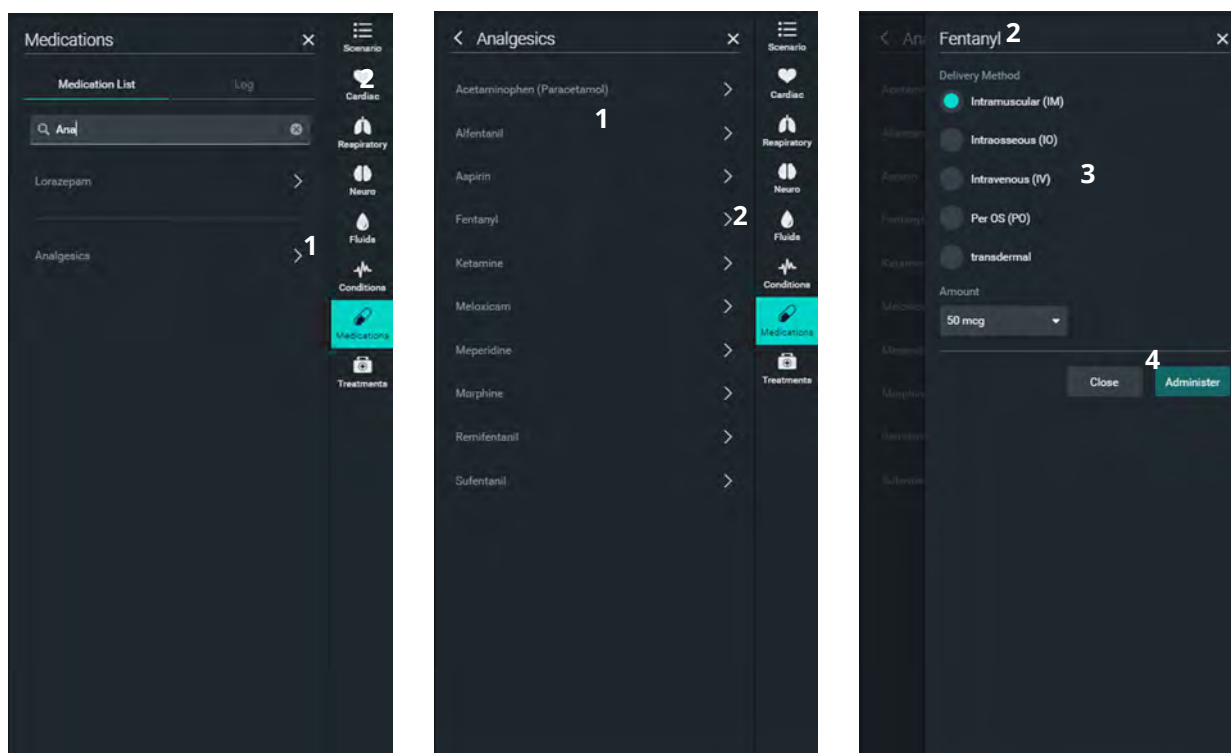 Medications
Medication List
Log
Ana
Lorazepam
Analgesics
1
Scenario
2
Cardiac
Respiratory
Neuro
Fluids
Conditions
Medications
Treatments
Analgesics
Acetaminophen (Paracetamol)
1
Alfentanil
Aspirin
Fentanyl
2
Ketamine
Meloxicam
Meperidine
Morphine
Remifentanil
Sufentanil
Scenario
Cardiac
Respiratory
Neuro
Fluids
Conditions
Medications
Treatments
Ana
Fentanyl 2
Delivery Method
Intramuscular (IM)
Intraosseous (IO)
Intravenous (IV) 3
Per OS (PO)
transdermal
Amount
50 mcg
4
Close
Administer